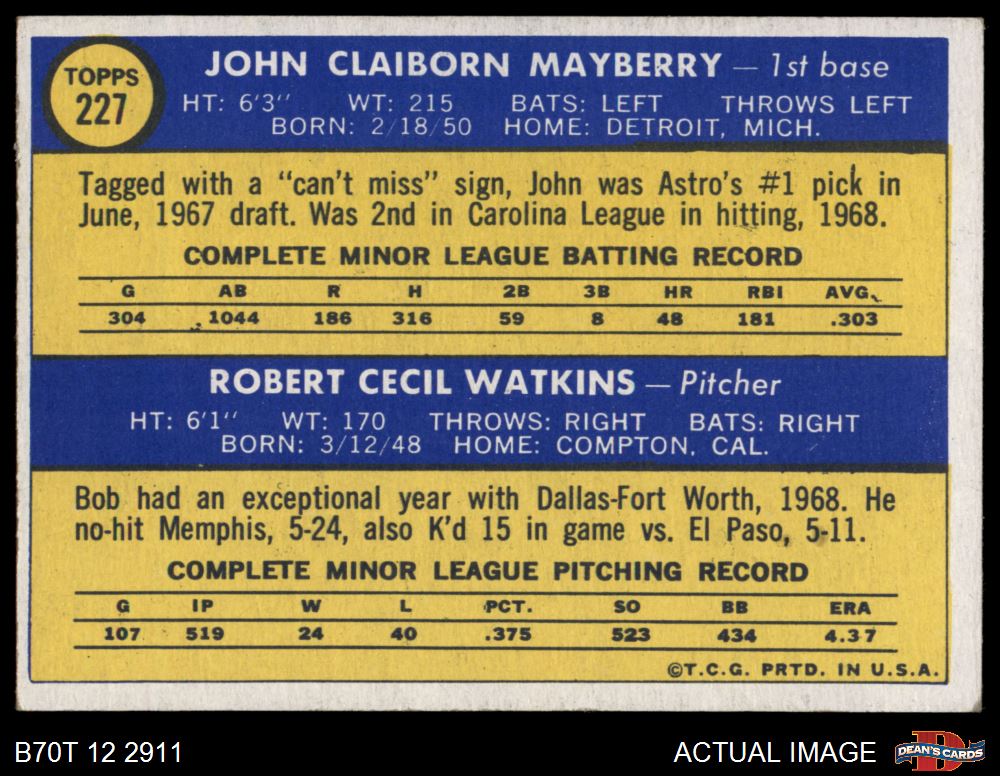 TOPPS
227
JOHN CLAIBORN MAYBERRY — 1st base
HT: 6'3" WT: 215 BATS: LEFT THROWS LEFT
BORN: 2/18/50 HOME: DETROIT, MICH.
Tagged with a "can't miss" sign, John was Astro's #1 pick in
June, 1967 draft. Was 2nd in Carolina League in hitting, 1968.
COMPLETE MINOR LEAGUE BATTING RECORD
G AB R H 2B 3B HR RBI AVG.
304 1044 186 316 59 8 48 181 .303
ROBERT CECIL WATKINS — Pitcher
HT: 6'1" WT: 170 THROWS: RIGHT BATS: RIGHT
BORN: 3/12/48 HOME: COMPTON, CAL.
Bob had an exceptional year with Dallas-Fort Worth, 1968. He
no-hit Memphis, 5-24, also K'd 15 in game vs. El Paso, 5-11.
COMPLETE MINOR LEAGUE PITCHING RECORD
G IP W L PCT. SO BB ERA
107 519 24 40 .375 523 434 4.37
©T.C.G. PRTD. IN U.S.A.
B70T 12 2911 ACTUAL IMAGE DEAN'S CARDS